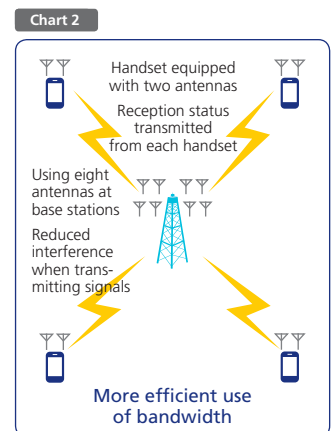 Chart 2
Handset equipped
with two antennas
Reception status
transmitted
from each handset
Using eight
antennas at
base stations
Reduced
interference
when trans-
mitting signals
More efficient use
of bandwidth